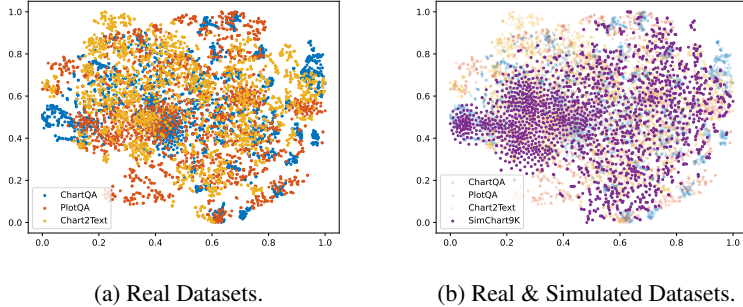 1.0
0.8
0.6
0.4
0.2
0.0
ChartQA
PlotQA
Chart2Text
0.0 0.2 0.4 0.6 0.8 1.0
(a) Real Datasets.
1.0
0.8
0.6
0.4
0.2
0.0
ChartQA
PlotQA
Chart2Text
SimChart9K
0.0 0.2 0.4 0.6 0.8 1.0
(b) Real & Simulated Datasets.